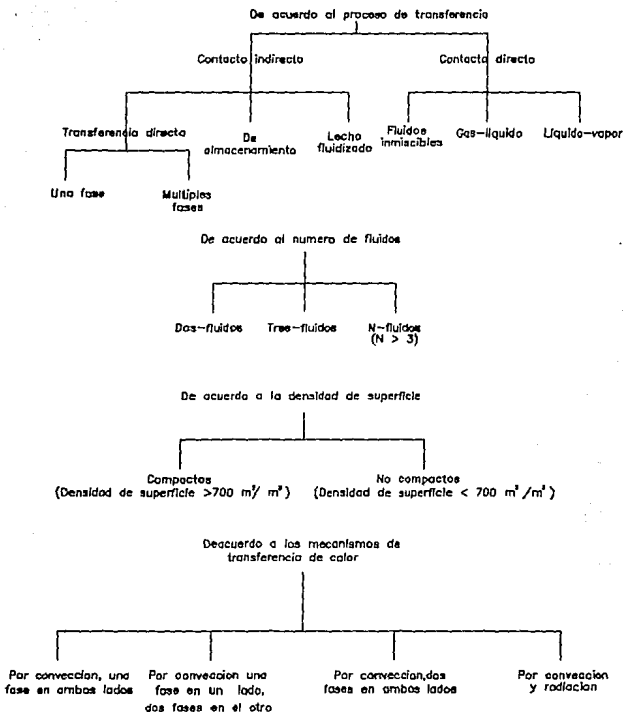 De acuerdo al proceso de transferencia
Contacto indirecto
Contacto directo
Transferencia directa
De almacenamiento
Lecho fluidizado
Fluidos inmiscibles
Gas-liquido
Liquido-vapor
Una fase
Multiples fases
De acuerdo al numero de fluidos
Dos-fluidos
Tres-fluidos
N-fluidos
(N > 3)
De acuerdo a la densidad de superficie
Compactos
(Densidad de superficie >700 m²/ m³)
No compactos
(Densidad de superficie < 700 m²/m³)
Deacuerdo a los mecanismos de
transferencia de calor
Por conveccion, una
fase en ambos lados
Por conveccion una
fase en un lado,
dos fases en el otro
Por conveccion,dos
fases en ambos lados
Por conveccion
y radiacion